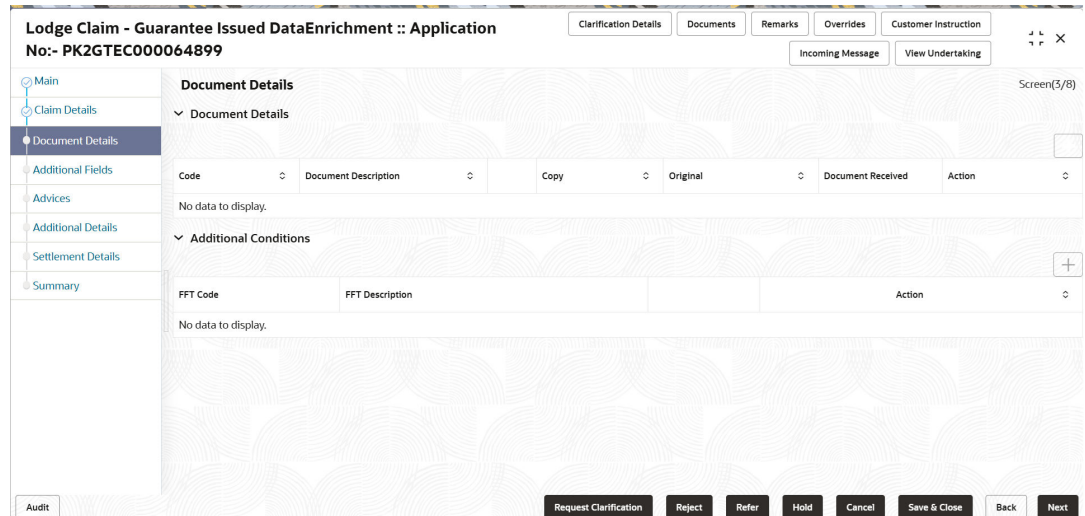 Lodge Claim - Guarantee Issued DataEnrichment :: Application
No:- PK2GTEC000064899
Clarification Details
Documents
Remarks
Overrides
Customer Instruction
Incoming Message
View Undertaking
Main
Claim Details
Document Details
Additional Fields
Advices
Additional Details
Settlement Details
Summary
Document Details
Screen(3/8)
Document Details
Code Document Description Copy Original Document Received Action
No data to display.
Additional Conditions
FFT Code FFT Description Action
No data to display.
Audit
Request Clarification
Reject
Refer
Hold
Cancel
Save & Close
Back
Next